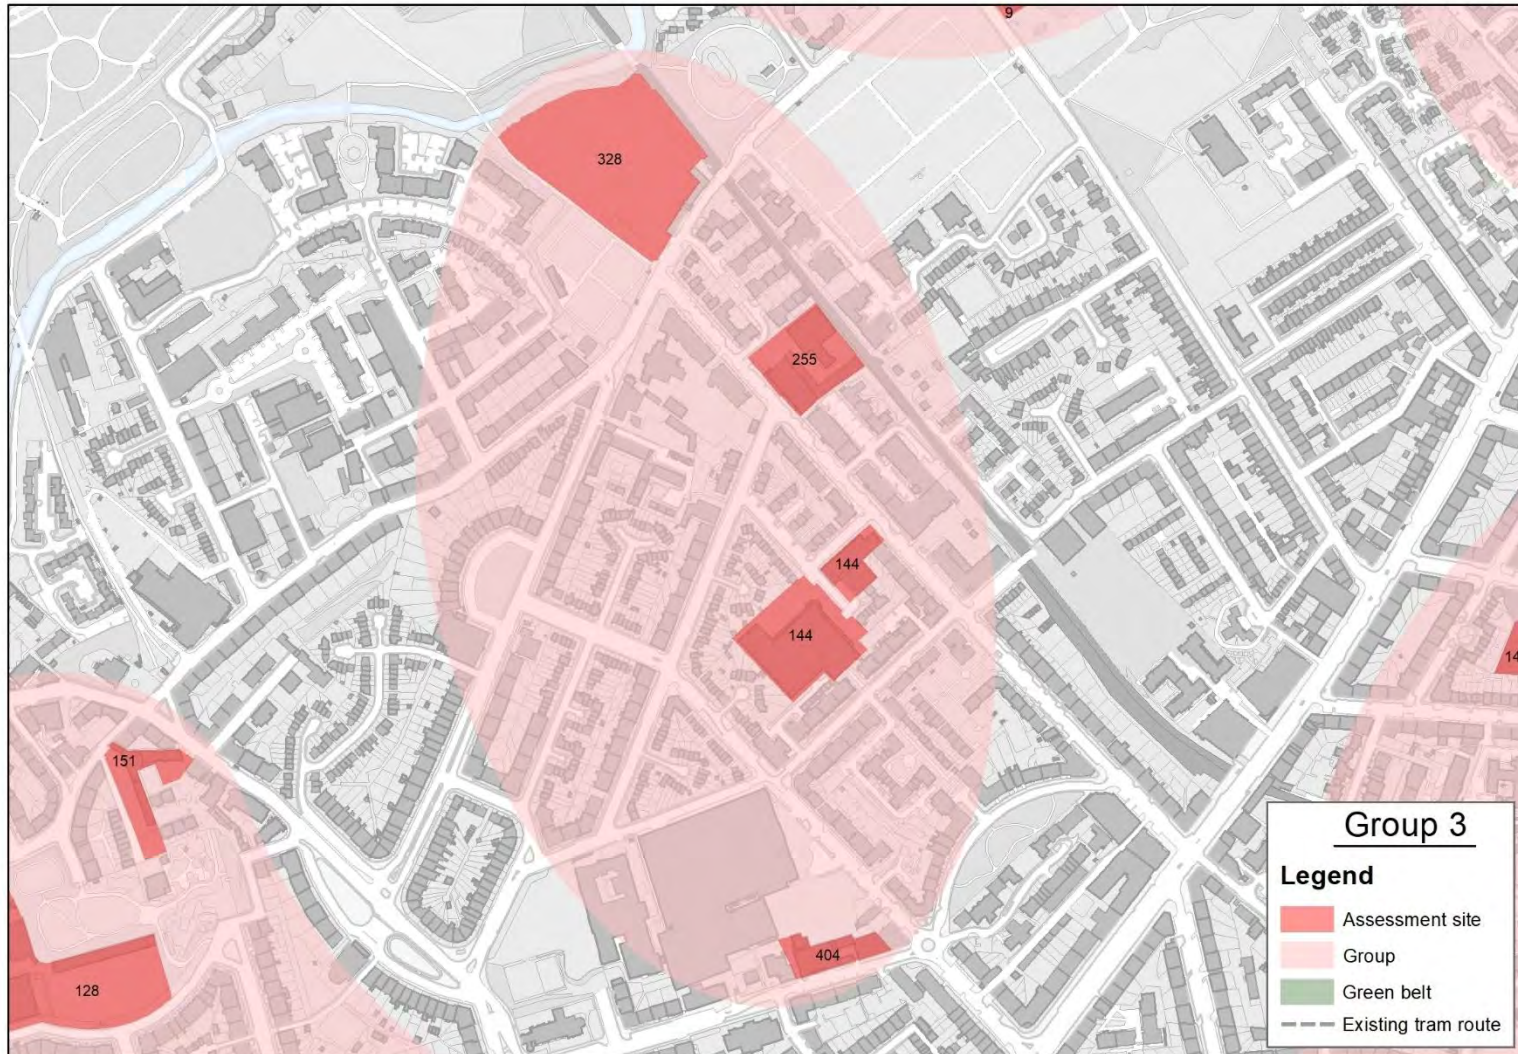 9
328
255
144
144
14
151
404
128
Group 3
Legend
Assessment site
Group
Green belt
Existing tram route